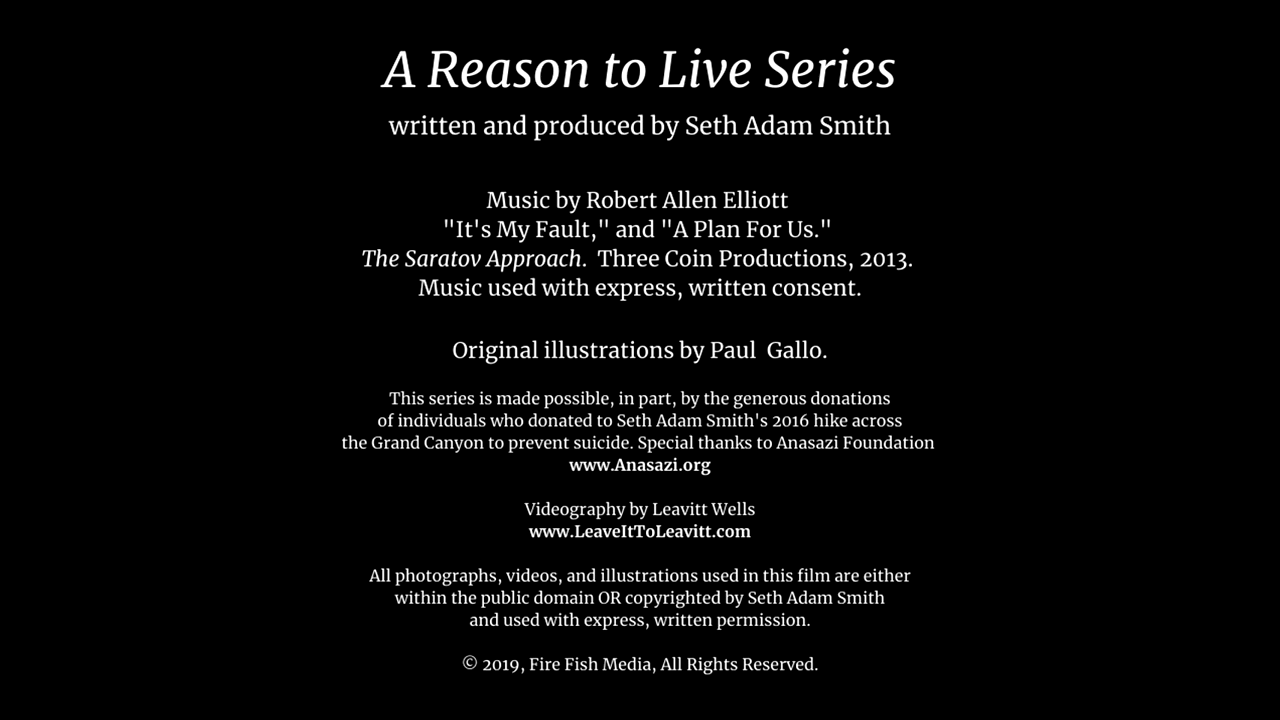 A Reason to Live Series
written and produced by Seth Adam Smith
Music by Robert Allen Elliott
"It's My Fault," and "A Plan For Us."
The Saratov Approach.  Three Coin Productions, 2013.
Music used with express, written consent.
Original illustrations by Paul  Gallo.
This series is made possible, in part, by the generous donations
of individuals who donated to Seth Adam Smith's 2016 hike across
the Grand Canyon to prevent suicide. Special thanks to Anasazi Foundation
www.Anasazi.org
Videography by Leavitt Wells
www.LeaveItToLeavitt.com
All photographs, videos, and illustrations used in this film are either
within the public domain OR copyrighted by Seth Adam Smith
and used with express, written permission.
© 2019, Fire Fish Media, All Rights Reserved.